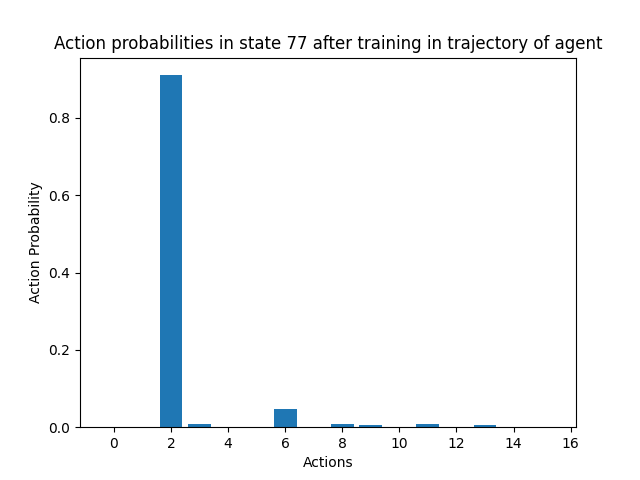 Action probabilities in state 77 after training in trajectory of agent
0.8
0.6
0.4
0.2
0.0
Action Probability
0 2 4 6 8 10 12 14 16
Actions